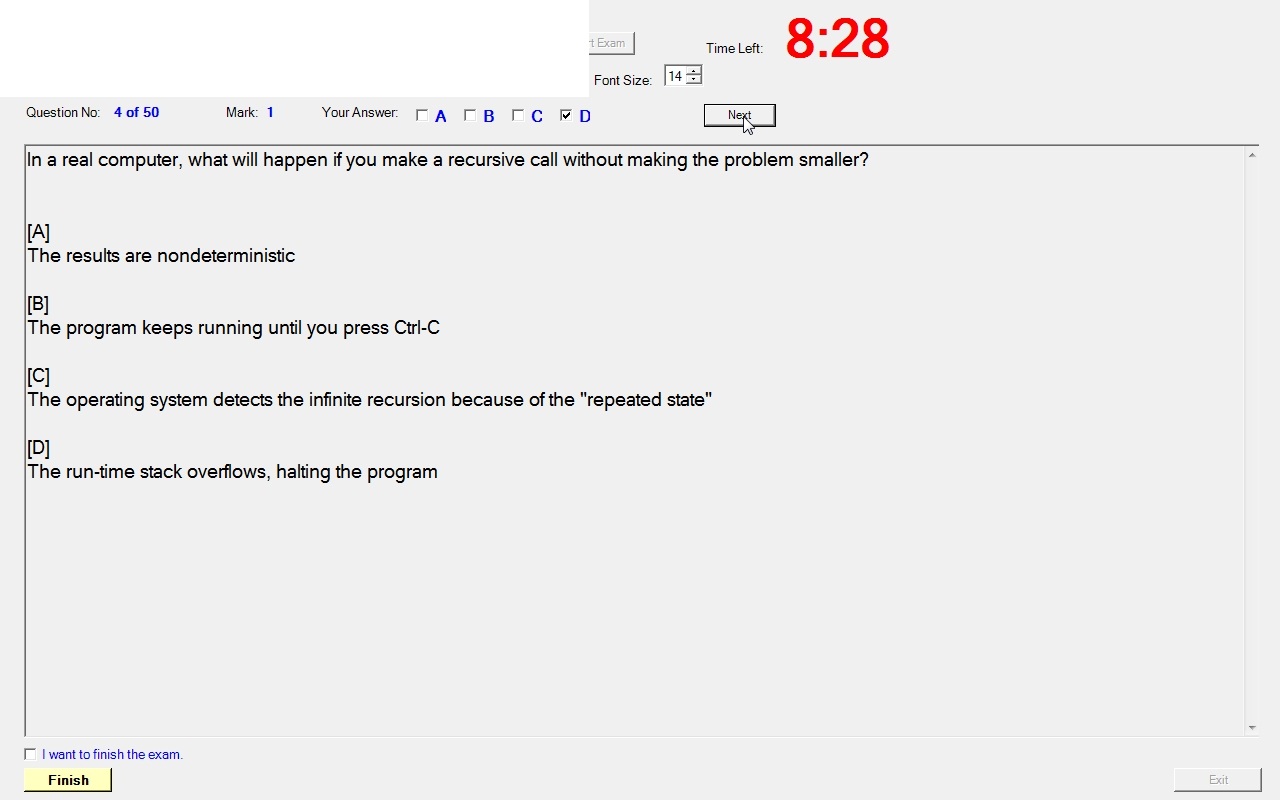 t Exam
Time Left: 8:28
Font Size: 14
Question No: 4 of 50 Mark: 1 Your Answer: A B C D Next
In a real computer, what will happen if you make a recursive call without making the problem smaller?
[A]
The results are nondeterministic
[B]
The program keeps running until you press Ctrl-C
[C]
The operating system detects the infinite recursion because of the "repeated state"
[D]
The run-time stack overflows, halting the program
I want to finish the exam.
Finish Exit